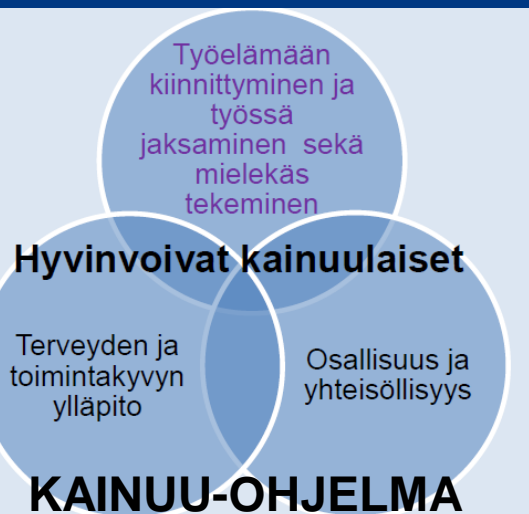 Työelämään
kiinnittyminen ja
työssä
jaksaminen sekä
mielekäs
tekeminen
Hyvinvoivat kainuulaiset
Terveyden ja
toimintakyvyn
ylläpito
Osallisuus ja
yhteisöllisyys
KAINUU-OHJELMA